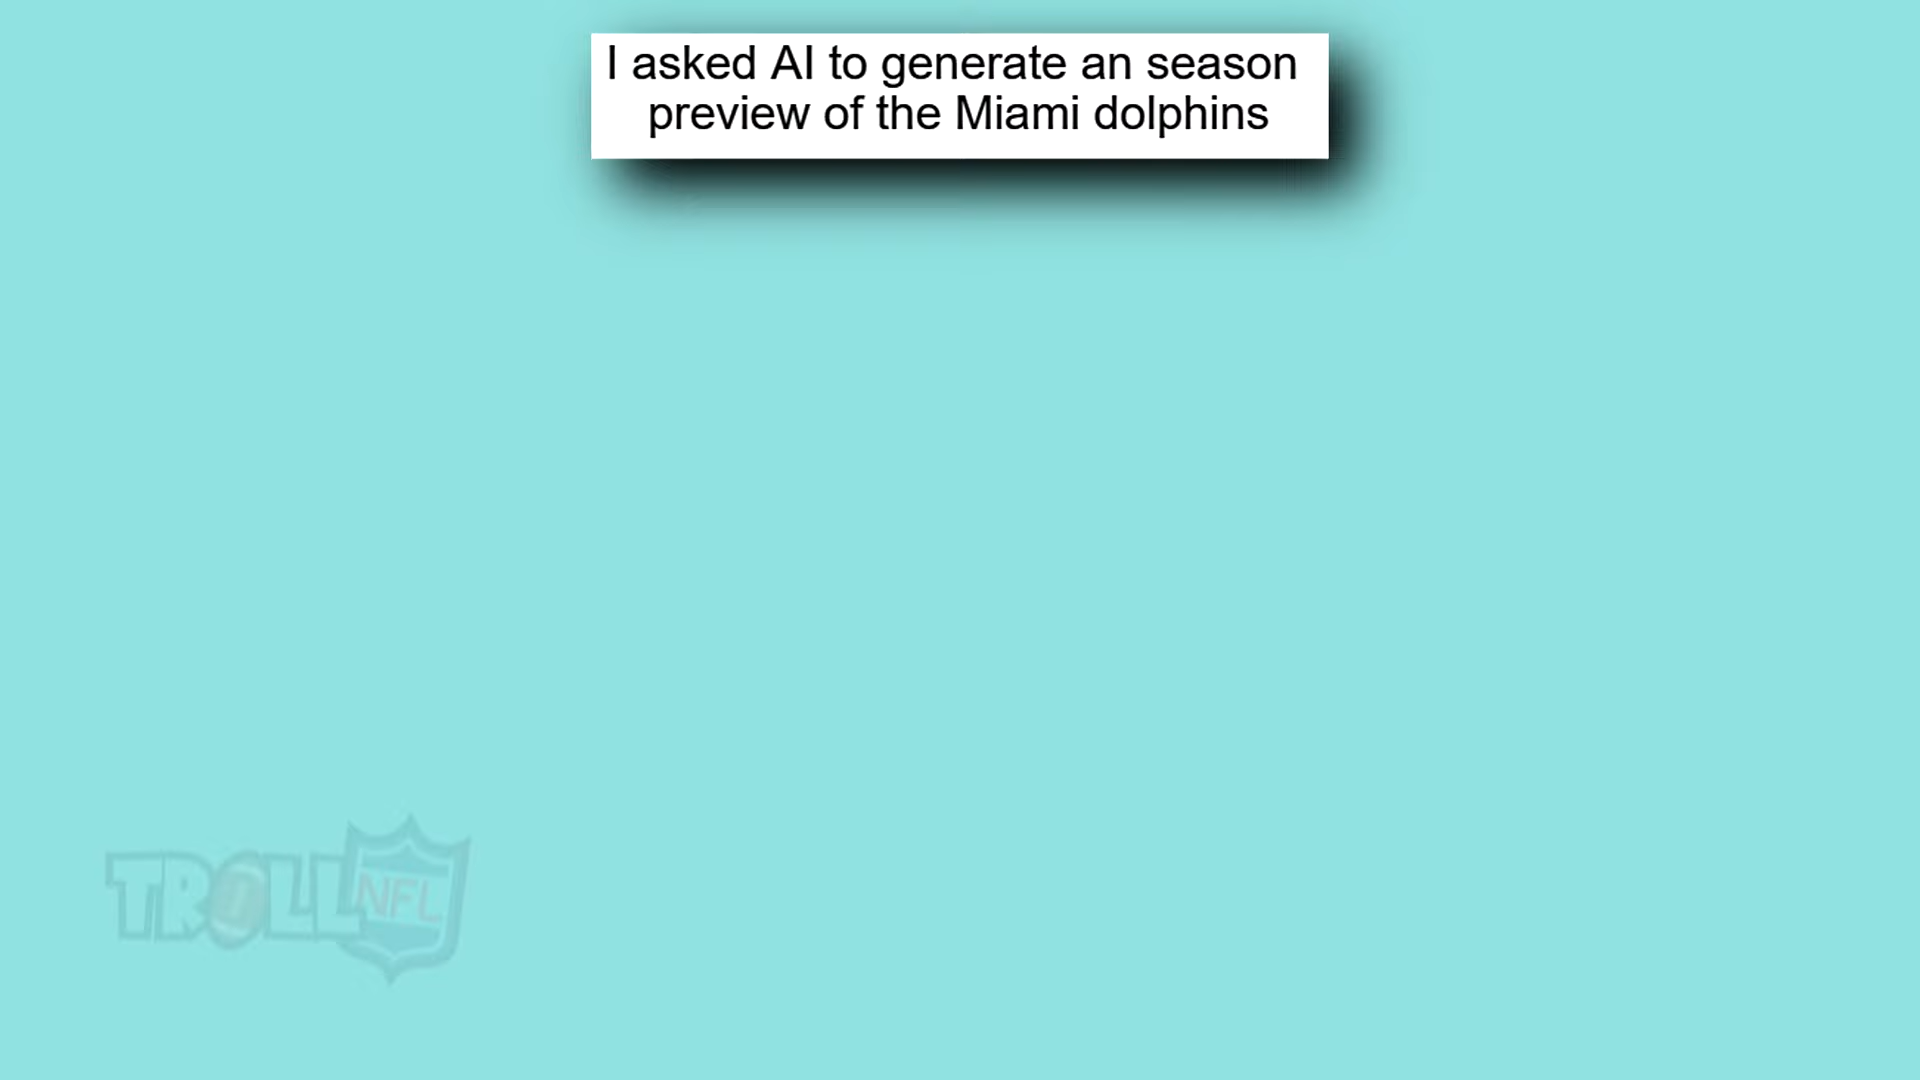 I asked AI to generate an season
preview of the Miami dolphins
TROLL NFL